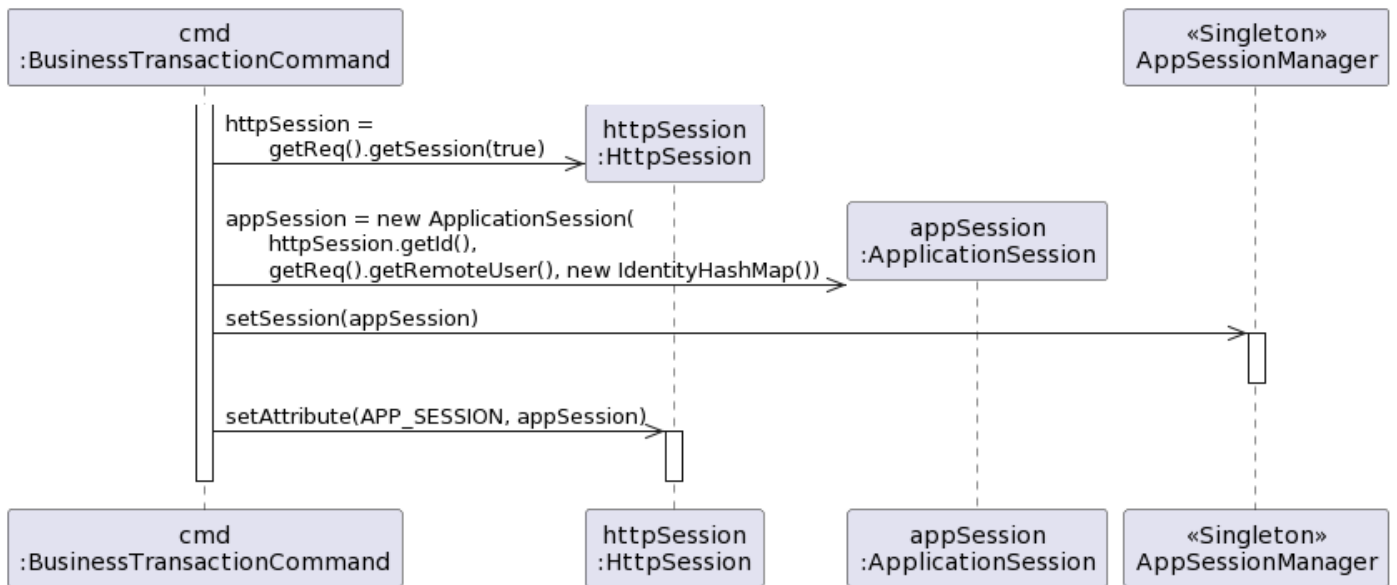 cmd
:BusinessTransactionCommand
«Singleton»
AppSessionManager
httpSession =
getReq().getSession(true)
httpSession
:HttpSession
appSession = new ApplicationSession(
httpSession.getId(),
getReq().getRemoteUser(), new IdentityHashMap())
appSession
:ApplicationSession
setSession(appSession)
setAttribute(APP_SESSION, appSession)
cmd
:BusinessTransactionCommand
httpSession
:HttpSession
appSession
:ApplicationSession
«Singleton»
AppSessionManager